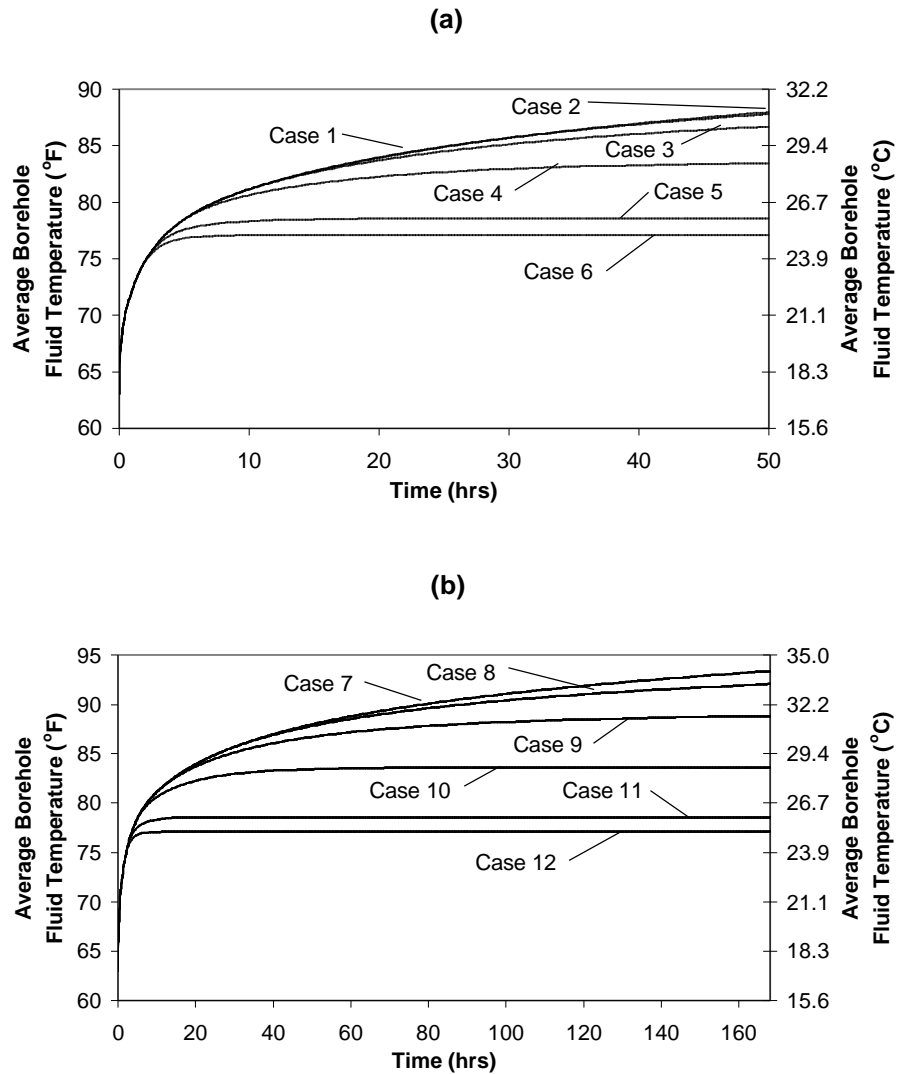 (a)
90
85
80
75
70
65
60
32.2
29.4
26.7
23.9
21.1
18.3
15.6
Average Borehole
Fluid Temperature (°F)
Average Borehole
Fluid Temperature (°C)
Case 1
Case 2
Case 3
Case 4
Case 5
Case 6
0 10 20 30 40 50
Time (hrs)
(b)
95
90
85
80
75
70
65
60
35.0
32.2
29.4
26.7
23.9
21.1
18.3
15.6
Average Borehole
Fluid Temperature (°F)
Average Borehole
Fluid Temperature (°C)
Case 7
Case 8
Case 9
Case 10
Case 11
Case 12
0 20 40 60 80 100 120 140 160
Time (hrs)